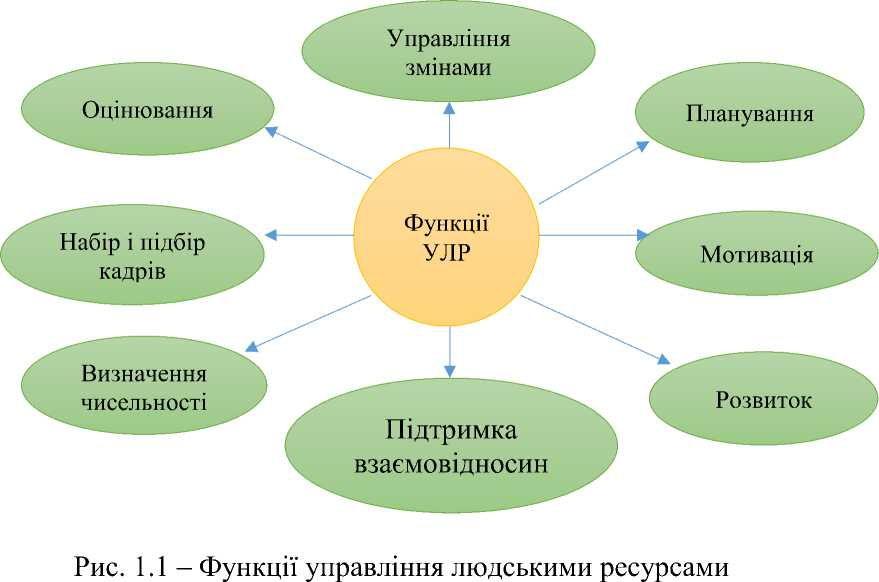 Управління
змінами
Оцінювання
Планування
Функції
УЛР
Набір і підбір
кадрів
Мотивація
Визначення
чисельності
Розвиток
Підтримка
взаємовідносин
Рис. 1.1 – Функції управління людськими ресурсами